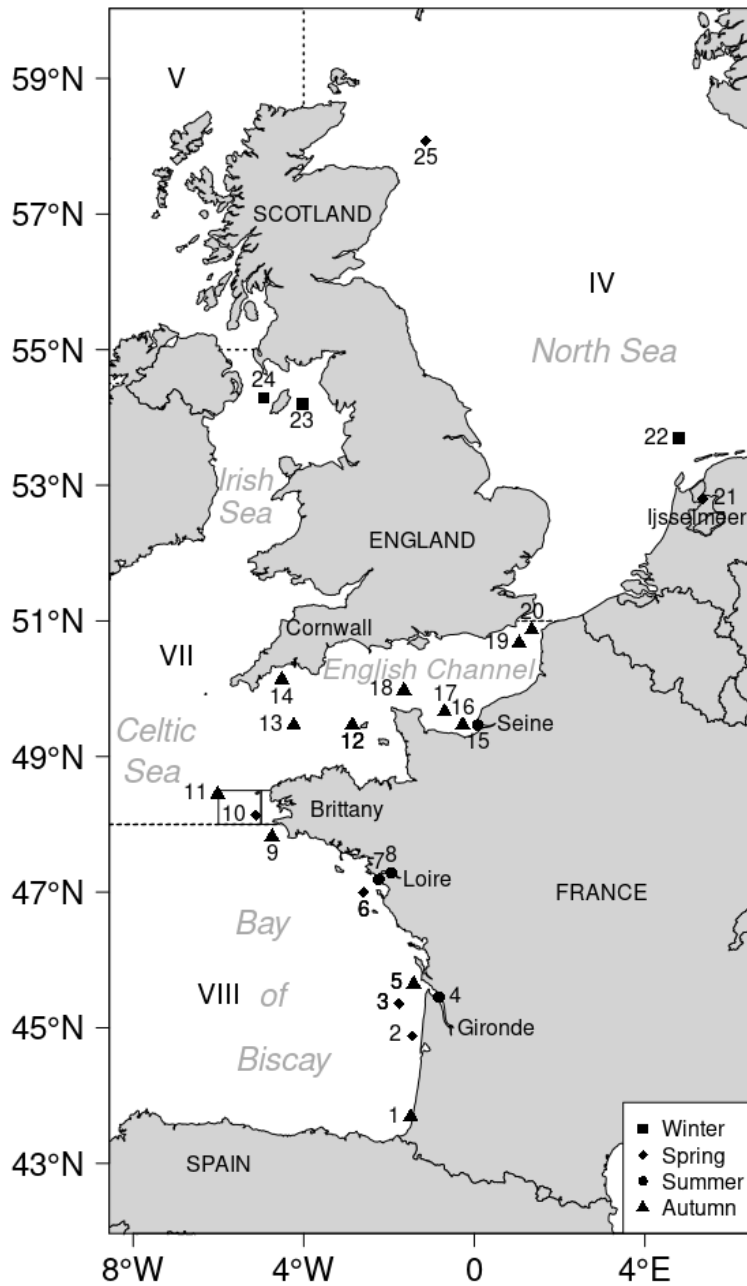 59°N
V
25
57°N
SCOTLAND
IV
55°N
North Sea
24
23
22
53°N
Irish
Sea
21
Ijsselmeer
ENGLAND
51°N
20
Cornwall
19
VII
English Channel
14
18
17
16
13
12
15
Seine
Celtic
Sea
49°N
11
10
Brittany
9
7
8
Loire
47°N
6
FRANCE
Bay
5
VIII
of
3
4
45°N
2
Gironde
Biscay
1
43°N
SPAIN
Winter
Spring
Summer
Autumn
8°W
4°W
0
4°E